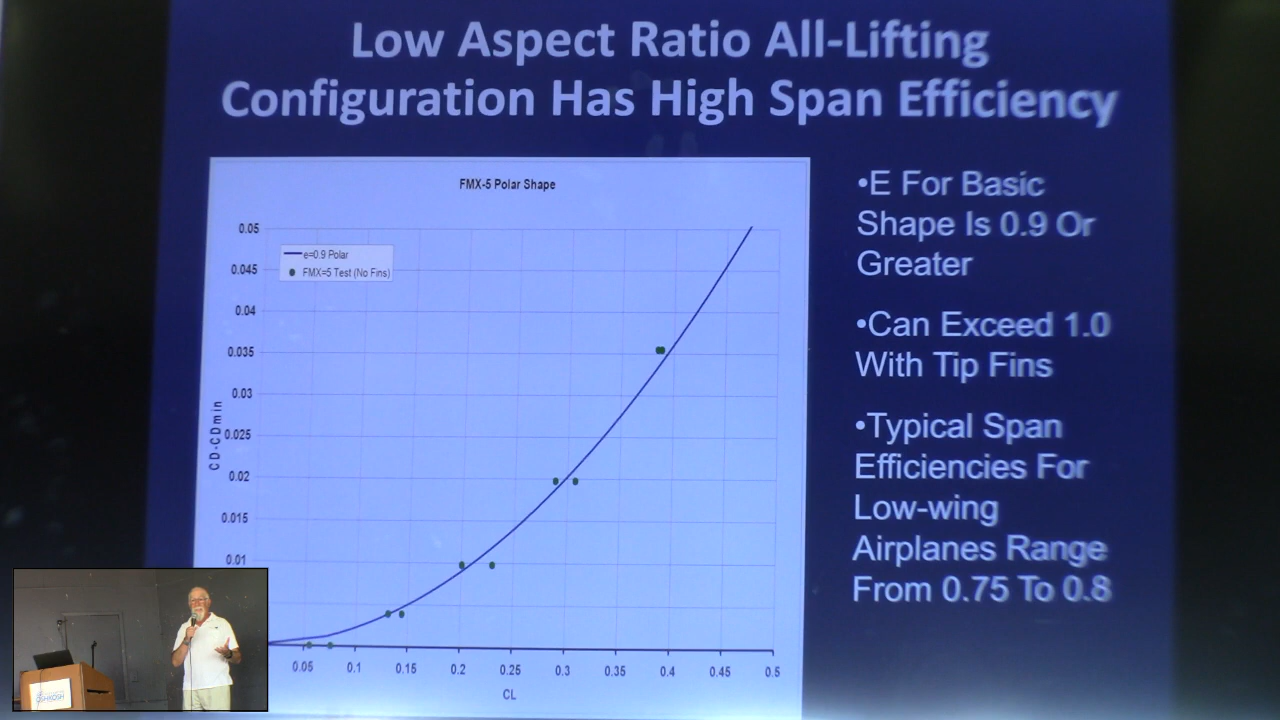 Low Aspect Ratio All-Lifting
Configuration Has High Span Efficiency
FMX-5 Polar Shape
e=0.9 Polar
FMX=5 Test (No Fins)
0.05
0.045
0.04
0.035
0.03
0.025
0.02
0.015
0.01
CD-CDmin
0.05
0.1
0.15
0.2
0.25
0.3
0.35
0.4
0.45
0.5
CL
•E For Basic
Shape Is 0.9 Or
Greater
•Can Exceed 1.0
With Tip Fins
•Typical Span
Efficiencies For
Low-wing
Airplanes Range
From 0.75 To 0.8
OSHKOSH